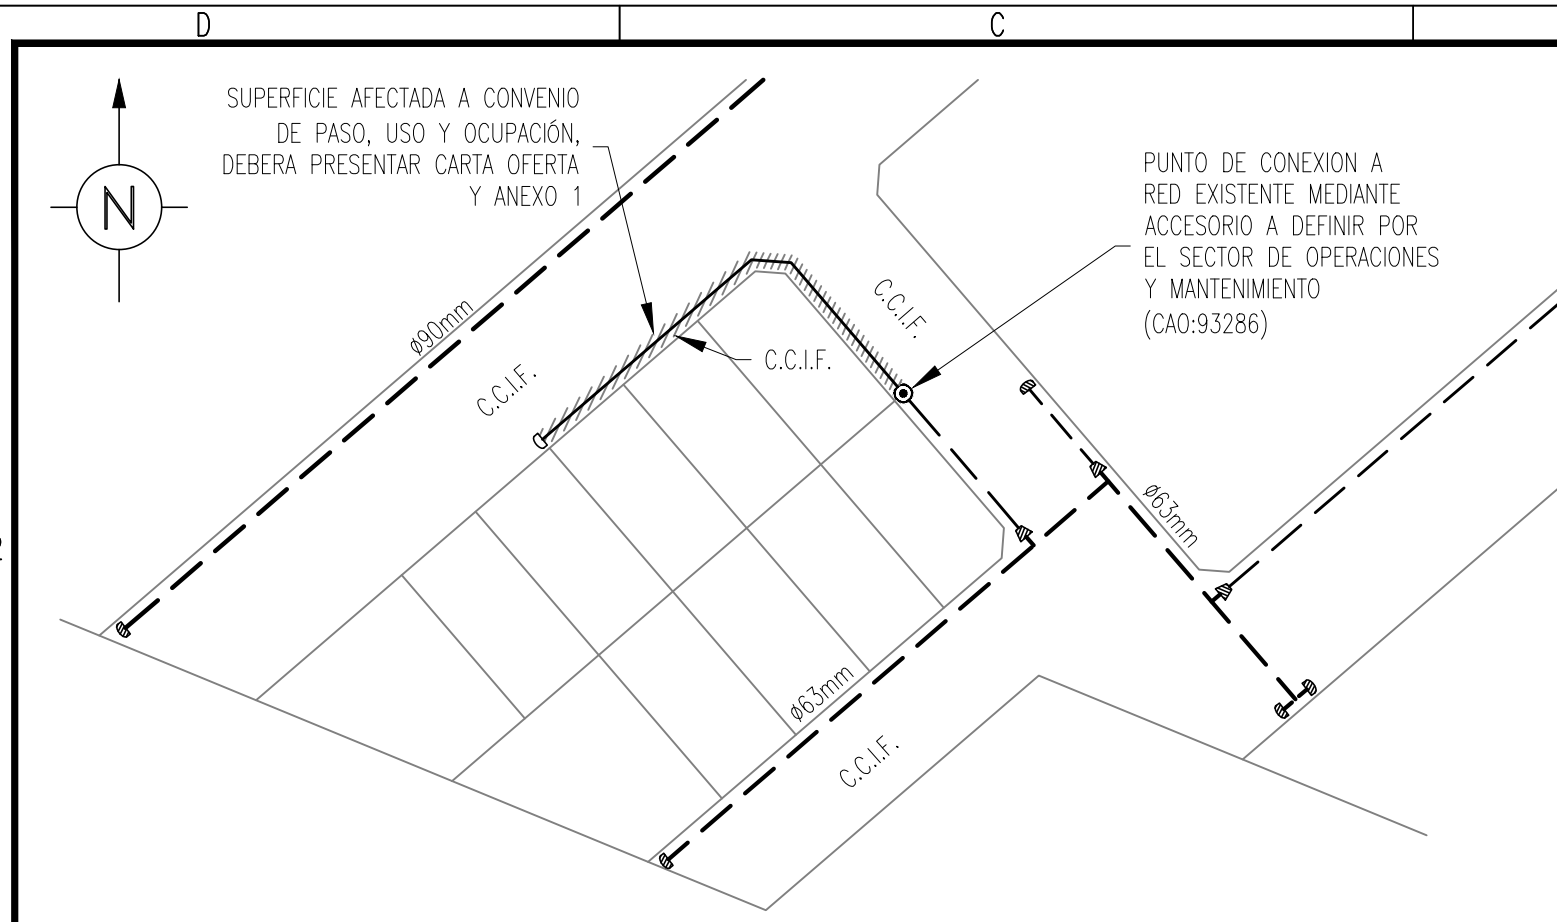 D
C
SUPERFICIE AFECTADA A CONVENIO
DE PASO, USO Y OCUPACIÓN,
DEBERA PRESENTAR CARTA OFERTA
Y ANEXO 1
N
PUNTO DE CONEXION A
RED EXISTENTE MEDIANTE
ACCESORIO A DEFINIR POR
EL SECTOR DE OPERACIONES
Y MANTENIMIENTO
(CAO:93286)
C.C.I.F.
ø90mm
C.C.I.F.
C.C.I.F.
ø63mm
ø63mm
C.C.I.F.